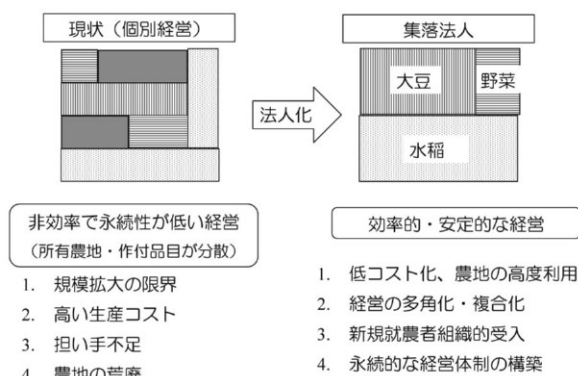 現状（個別経営）
法人化
集落法人
大豆
野菜
水稲
非効率で永続性が低い経営
（所有農地・作付品目が分散）
1. 規模拡大の限界
2. 高い生産コスト
3. 担い手不足
4. 農地の荒廃
効率的・安定的な経営
1. 低コスト化、農地の高度利用
2. 経営の多角化・複合化
3. 新規就農者組織的受入
4. 永続的な経営体制の構築